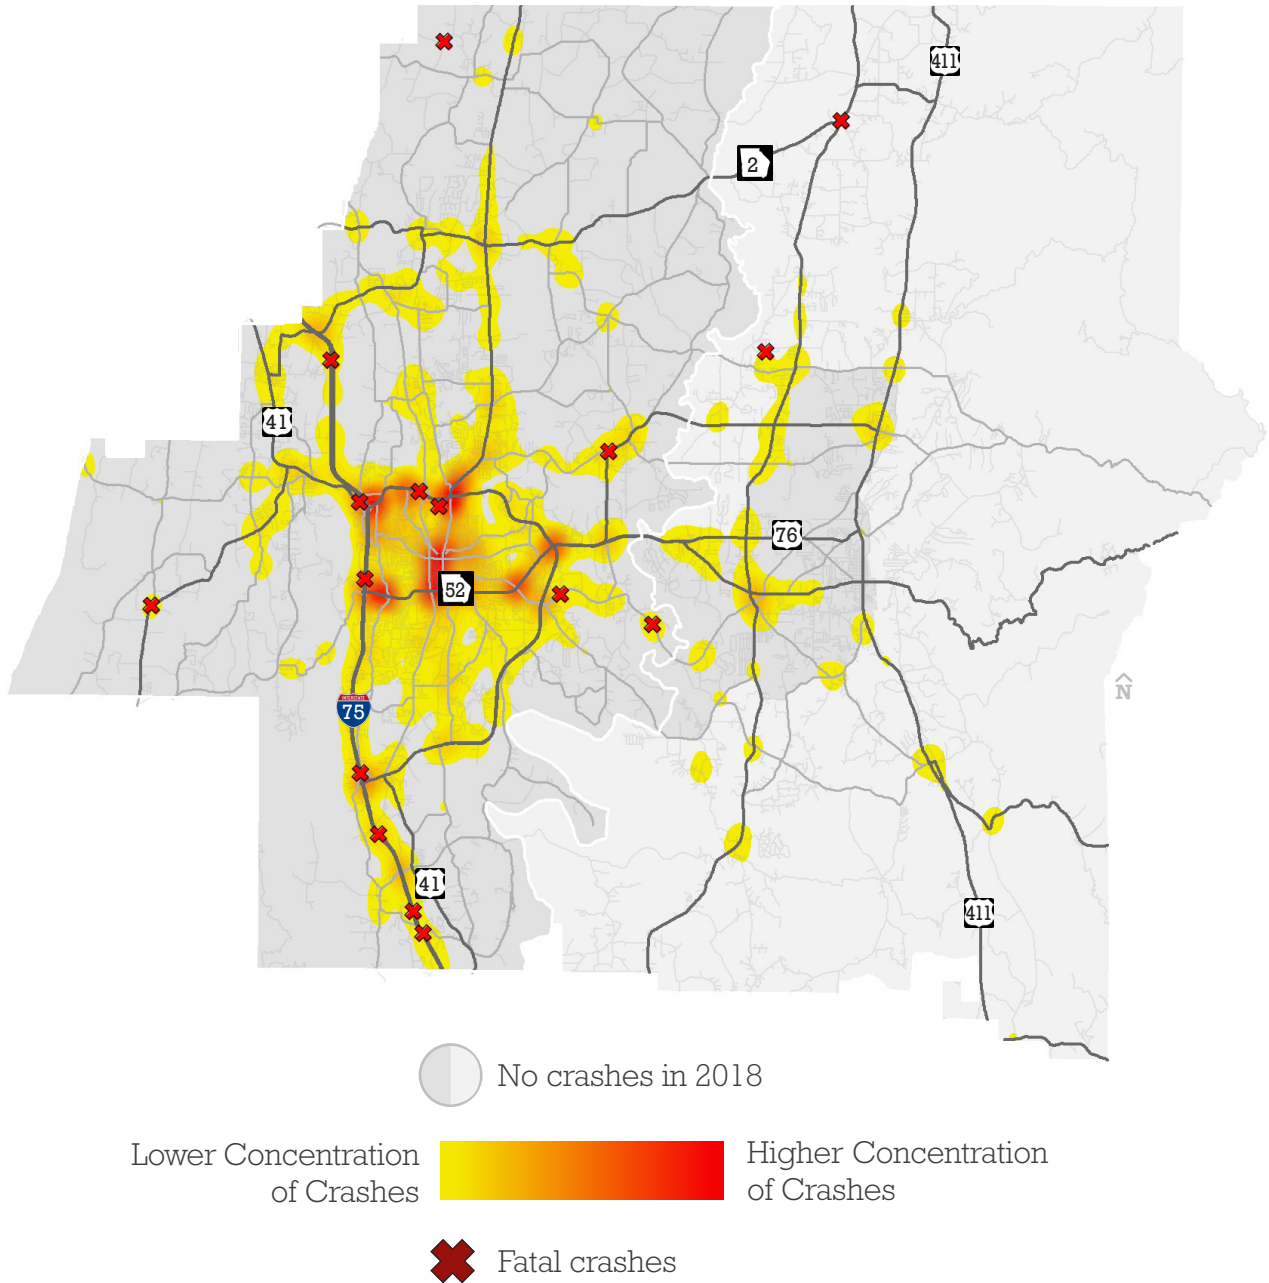 411
2
41
76
52
N
INTERSTATE
75
41
411
No crashes in 2018
Lower Concentration
of Crashes
Higher Concentration
of Crashes
Fatal crashes